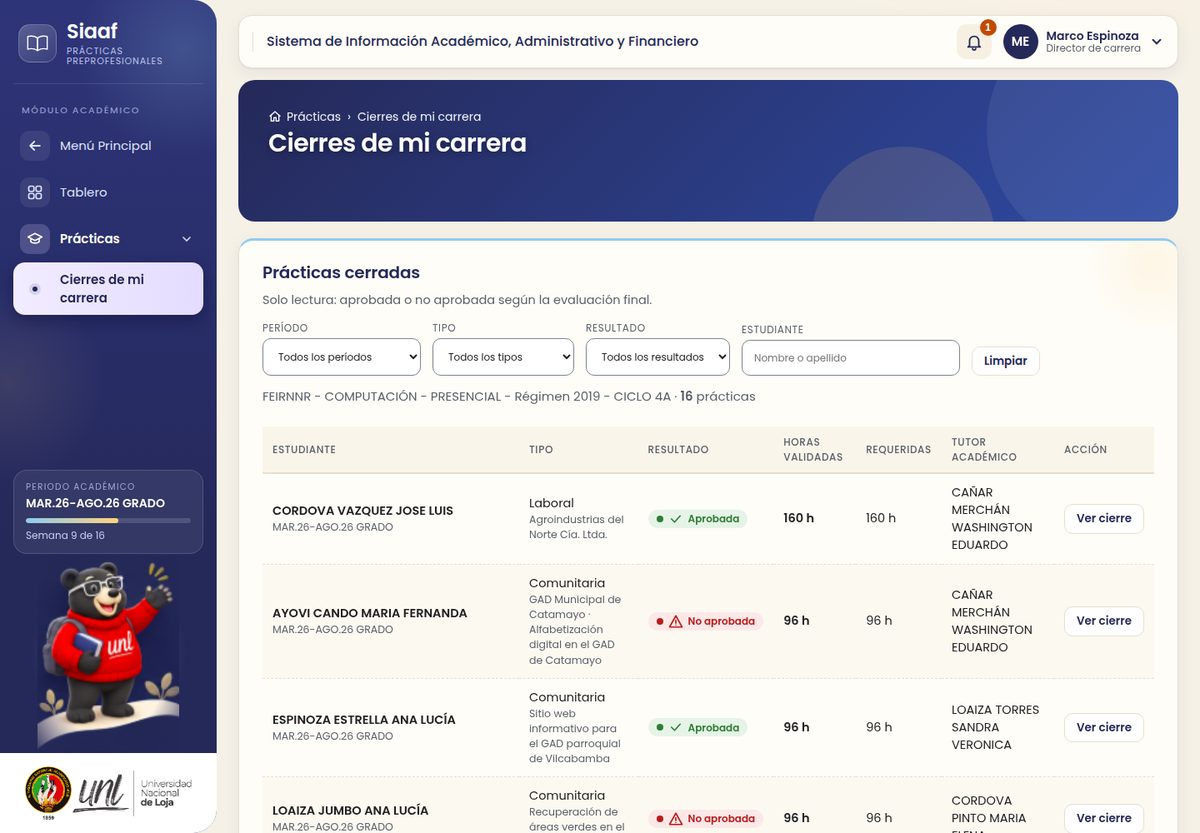 Siaaf
PRÁCTICAS
PREPROFESIONALES
MÓDULO ACADÉMICO
Menú Principal
Tablero
Prácticas
Cierres de mi
carrera
PERIODO ACADÉMICO
MAR.26-AGO.26 GRADO
Semana 9 de 16
unl
1859
unl
Universidad
Nacional
de Loja
Sistema de Información Académico, Administrativo y Financiero
1
ME
Marco Espinoza
Director de carrera
Prácticas › Cierres de mi carrera
Cierres de mi carrera
Prácticas cerradas
Solo lectura: aprobada o no aprobada según la evaluación final.
PERÍODO
TIPO
RESULTADO
ESTUDIANTE
Todos los períodos
Todos los tipos
Todos los resultados
Nombre o apellido
Limpiar
FEIRNNR - COMPUTACIÓN - PRESENCIAL - Régimen 2019 - CICLO 4A · 16 prácticas
ESTUDIANTE
TIPO
RESULTADO
HORAS
VALIDADAS
REQUERIDAS
TUTOR
ACADÉMICO
ACCIÓN
CORDOVA VAZQUEZ JOSE LUIS
MAR.26-AGO.26 GRADO
Laboral
Agroindustrias del
Norte Cía. Ltda.
Aprobada
160 h
160 h
CAÑAR
MERCHÁN
WASHINGTON
EDUARDO
Ver cierre
AYOVI CANDO MARIA FERNANDA
MAR.26-AGO.26 GRADO
Comunitaria
GAD Municipal de
Catamayo ·
Alfabetización
digital en el GAD
de Catamayo
No aprobada
96 h
96 h
CAÑAR
MERCHÁN
WASHINGTON
EDUARDO
Ver cierre
ESPINOZA ESTRELLA ANA LUCÍA
MAR.26-AGO.26 GRADO
Comunitaria
Sitio web
informativo para
el GAD parroquial
de Vilcabamba
Aprobada
96 h
96 h
LOAIZA TORRES
SANDRA
VERONICA
Ver cierre
LOAIZA JUMBO ANA LUCÍA
MAR.26-AGO.26 GRADO
Comunitaria
Recuperación de
áreas verdes en el
No aprobada
96 h
96 h
CORDOVA
PINTO MARIA
Ver cierre